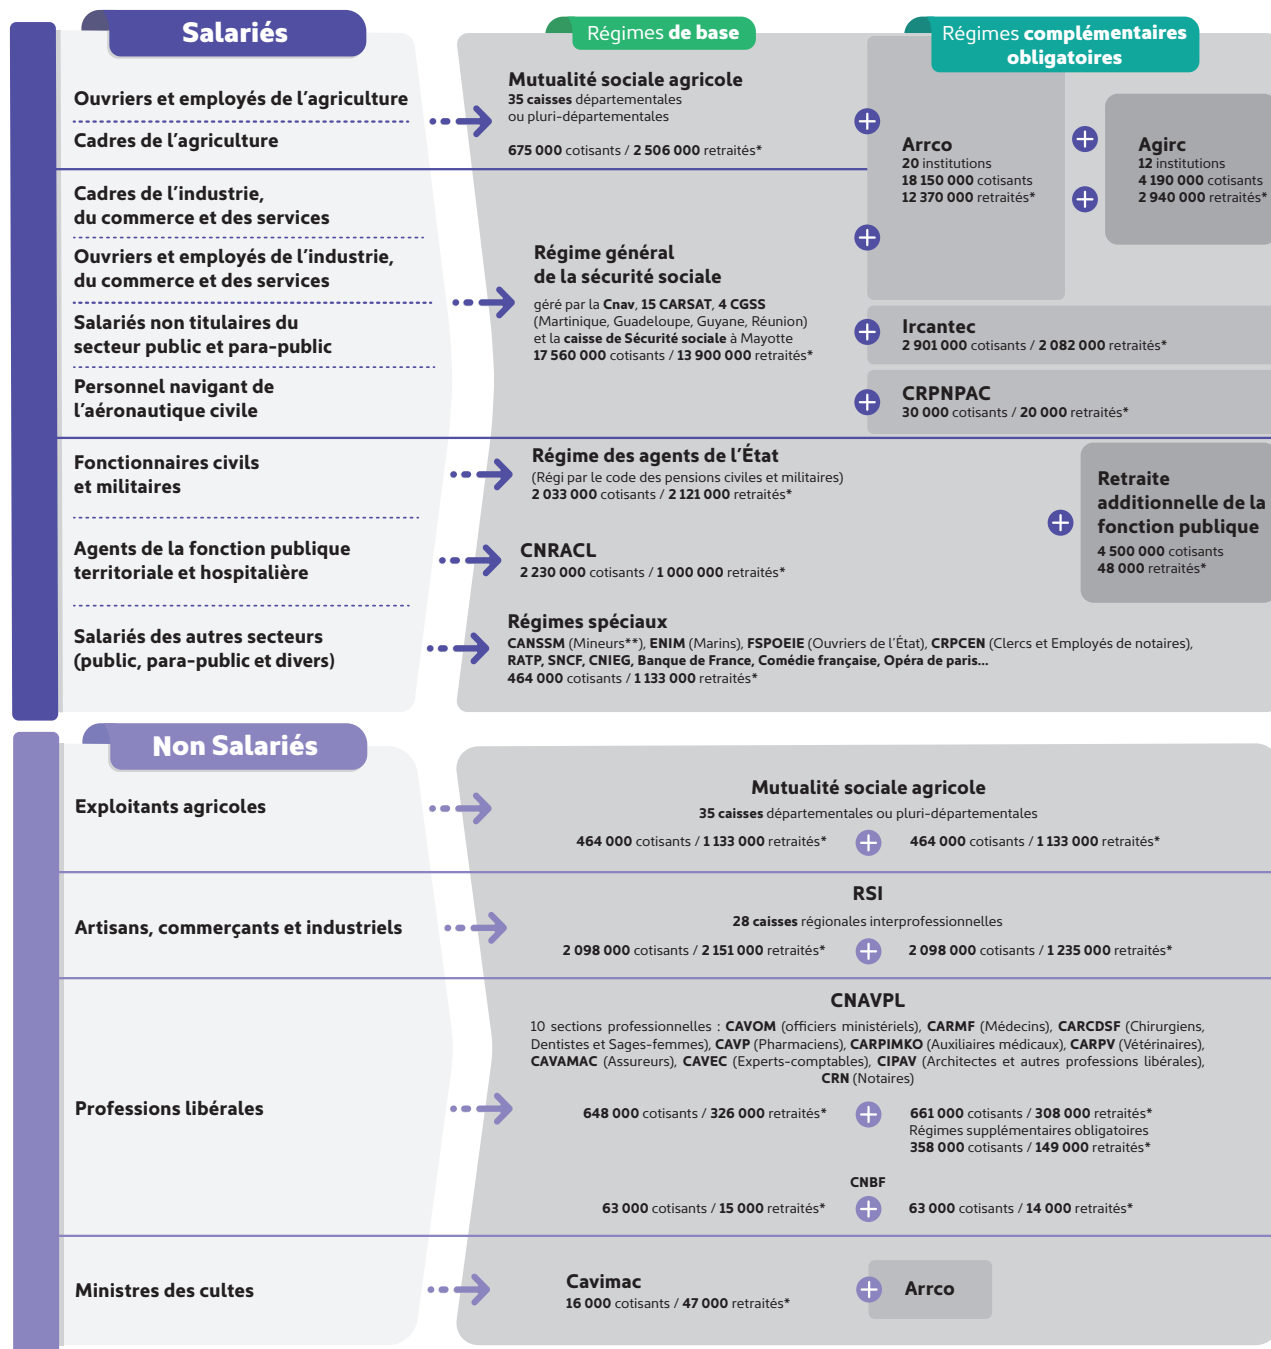 Salariés
Régimes de base
Régimes complémentaires
obligatoires
Ouvriers et employés de l'agriculture
Cadres de l'agriculture
Mutualité sociale agricole
35 caisses départementales
ou pluri-départementales
675 000 cotisants / 2 506 000 retraités*
Arrco
20 institutions
18 150 000 cotisants
12 370 000 retraités*
Agirc
12 institutions
4 190 000 cotisants
2 940 000 retraités*
Cadres de l'industrie,
du commerce et des services
Ouvriers et employés de l'industrie,
du commerce et des services
Salariés non titulaires du
secteur public et para-public
Personnel navigant de
l'aéronautique civile
Régime général
de la sécurité sociale
géré par la Cnav, 15 CARSAT, 4 CGSS
(Martinique, Guadeloupe, Guyane, Réunion)
et la caisse de Sécurité sociale à Mayotte
17 560 000 cotisants / 13 900 000 retraités*
Ircantec
2 901 000 cotisants / 2 082 000 retraités*
CRPNPAC
30 000 cotisants / 20 000 retraités*
Fonctionnaires civils
et militaires
Régime des agents de l'État
(Régi par le code des pensions civiles et militaires)
2 033 000 cotisants / 2 121 000 retraités*
Agents de la fonction publique
territoriale et hospitalière
CNRACL
2 230 000 cotisants / 1 000 000 retraités*
Retraite
additionnelle de la
fonction publique
4 500 000 cotisants
48 000 retraités*
Salariés des autres secteurs
(public, para-public et divers)
Régimes spéciaux
CANSSM (Mineurs**), ENIM (Marins), FSPOEIE (Ouvriers de l'État), CRPCEN (Clercs et Employés de notaires),
RATP, SNCF, CNIEG, Banque de France, Comédie française, Opéra de paris...
464 000 cotisants / 1 133 000 retraités*
Non Salariés
Exploitants agricoles
Mutualité sociale agricole
35 caisses départementales ou pluri-départementales
464 000 cotisants / 1 133 000 retraités* 464 000 cotisants / 1 133 000 retraités*
Artisans, commerçants et industriels
RSI
28 caisses régionales interprofessionnelles
2 098 000 cotisants / 2 151 000 retraités* 2 098 000 cotisants / 1 235 000 retraités*
Professions libérales
CNAVPL
10 sections professionnelles : CAVOM (officiers ministériels), CARMF (Médecins), CARCDSF (Chirurgiens,
Dentistes et Sages-femmes), CAVP (Pharmaciens), CARPIMKO (Auxiliaires médicaux), CARPV (Vétérinaires),
CAVAMAC (Assureurs), CAVEC (Experts-comptables), CIPAV (Architectes et autres professions libérales),
CRN (Notaires)
648 000 cotisants / 326 000 retraités* 661 000 cotisants / 308 000 retraités*
Régimes supplémentaires obligatoires
358 000 cotisants / 149 000 retraités*
CNBF
63 000 cotisants / 15 000 retraités* 63 000 cotisants / 14 000 retraités*
Ministres des cultes
Cavimac
16 000 cotisants / 47 000 retraités*
Arrco